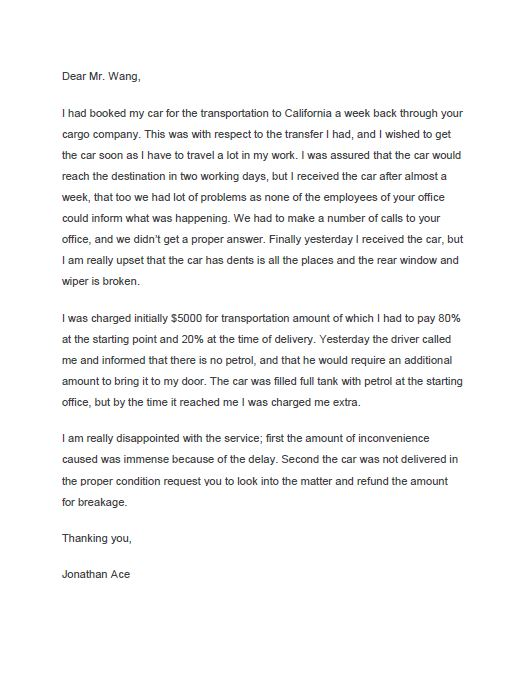 Dear Mr. Wang,
I had booked my car for the transportation to California a week back through your
cargo company. This was with respect to the transfer I had, and I wished to get
the car soon as I have to travel a lot in my work. I was assured that the car would
reach the destination in two working days, but I received the car after almost a
week, that too we had lot of problems as none of the employees of your office
could inform what was happening. We had to make a number of calls to your
office, and we didn't get a proper answer. Finally yesterday I received the car, but
I am really upset that the car has dents is all the places and the rear window and
wiper is broken.
I was charged initially $5000 for transportation amount of which I had to pay 80%
at the starting point and 20% at the time of delivery. Yesterday the driver called
me and informed that there is no petrol, and that he would require an additional
amount to bring it to my door. The car was filled full tank with petrol at the starting
office, but by the time it reached me I was charged me extra.
I am really disappointed with the service; first the amount of inconvenience
caused was immense because of the delay. Second the car was not delivered in
the proper condition request you to look into the matter and refund the amount
for breakage.
Thanking you,
Jonathan Ace